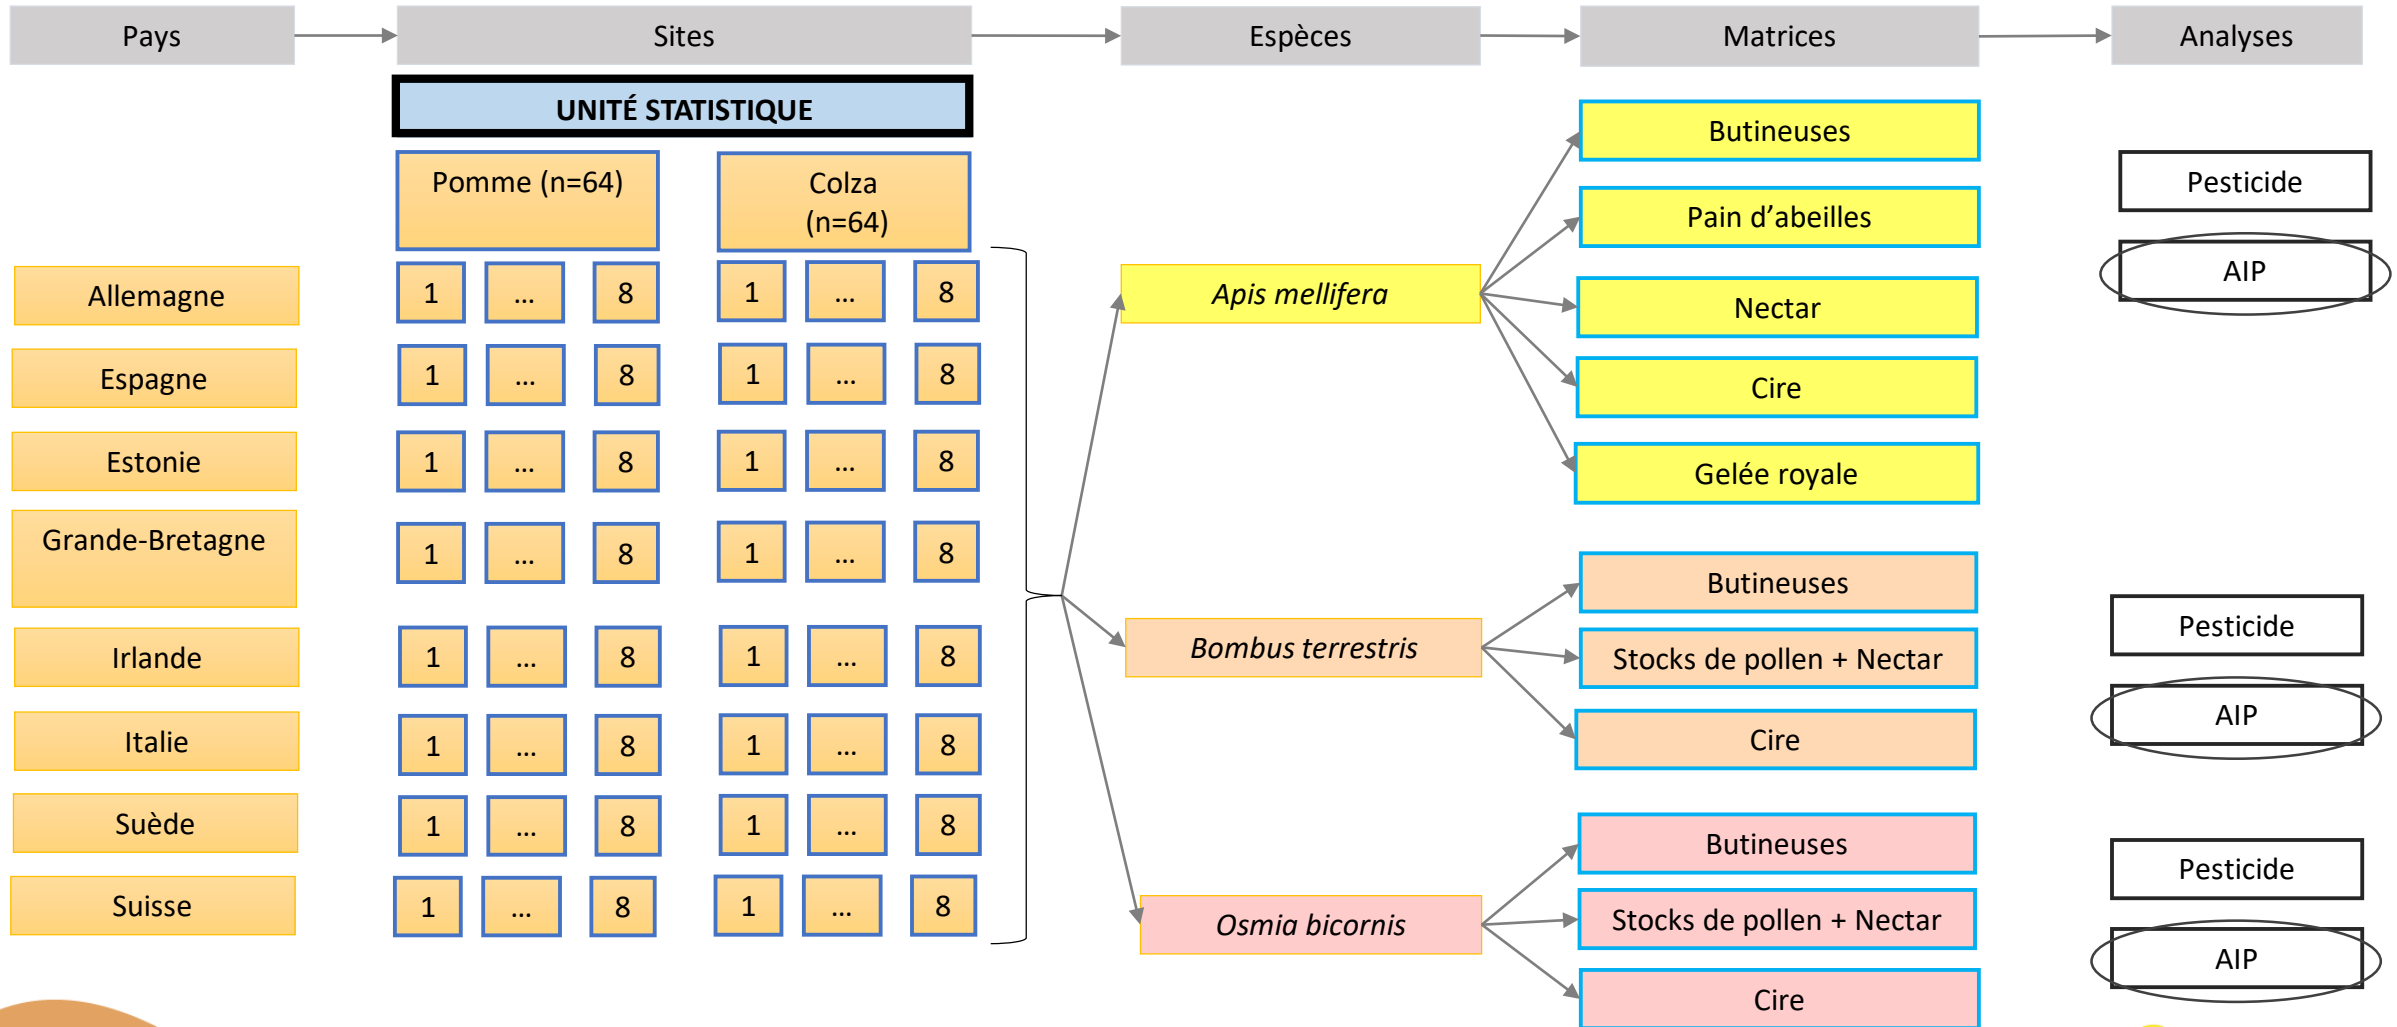 Pays
Sites
Espèces
Matrices
Analyses
UNITÉ STATISTIQUE
Pomme (n=64)
Colza
(n=64)
Allemagne
1 ... 8 1 ... 8
Espagne
1 ... 8 1 ... 8
Estonie
1 ... 8 1 ... 8
Grande-Bretagne
1 ... 8 1 ... 8
Irlande
1 ... 8 1 ... 8
Italie
1 ... 8 1 ... 8
Suède
1 ... 8 1 ... 8
Suisse
1 ... 8 1 ... 8
Apis mellifera
Butineuses
Pain d’abeilles
Nectar
Cire
Gelée royale
Pesticide
AIP
Bombus terrestris
Butineuses
Stocks de pollen + Nectar
Cire
Pesticide
AIP
Osmia bicornis
Butineuses
Stocks de pollen + Nectar
Cire
Pesticide
AIP